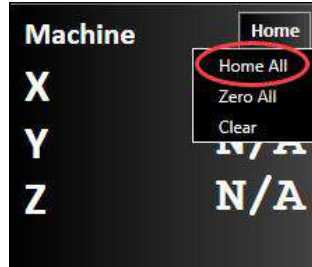 Machine Home
Home All
X
Zero All
Clear
Y N/A
Z N/A